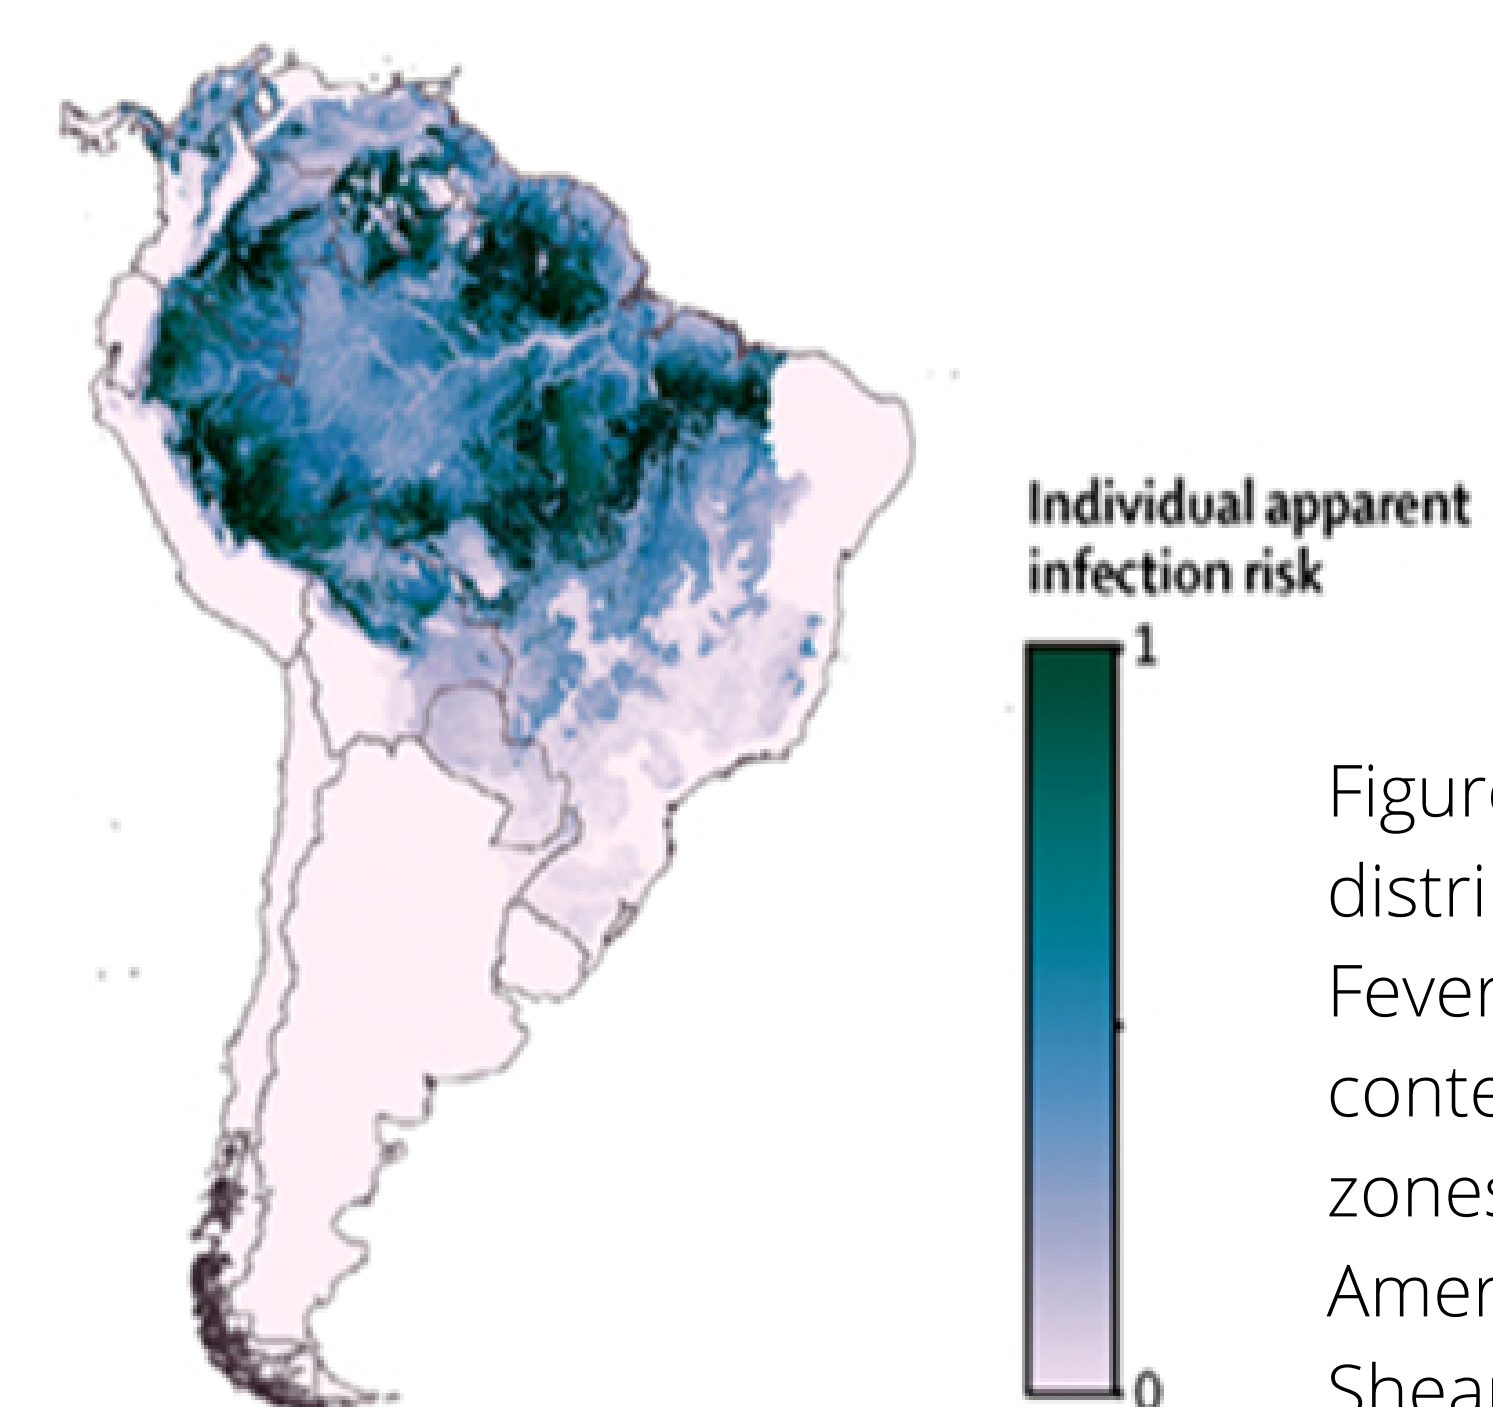 Individual apparent
infection risk
1
0
Figur
distri
Fever
conte
zones
Amer
Shear